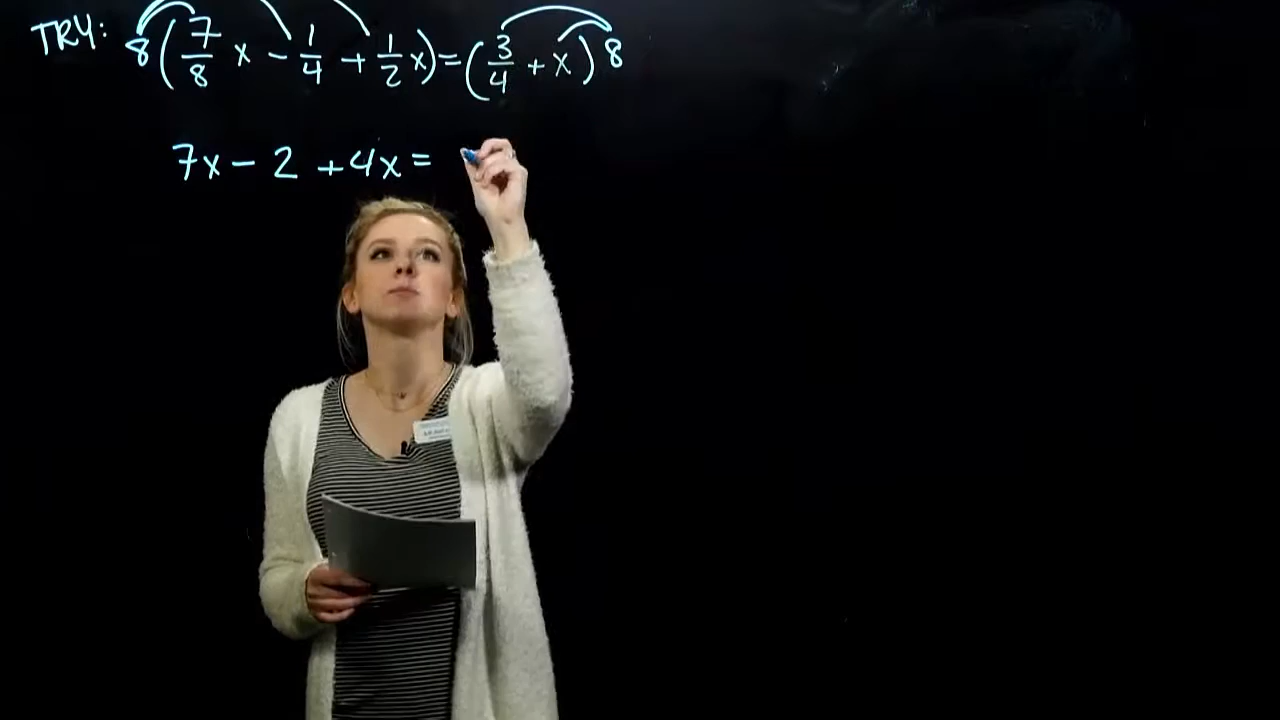 TRY: 8(7/8 x - 1/4 + 1/2 x) = (3/4 + x)8
7x - 2 + 4x =